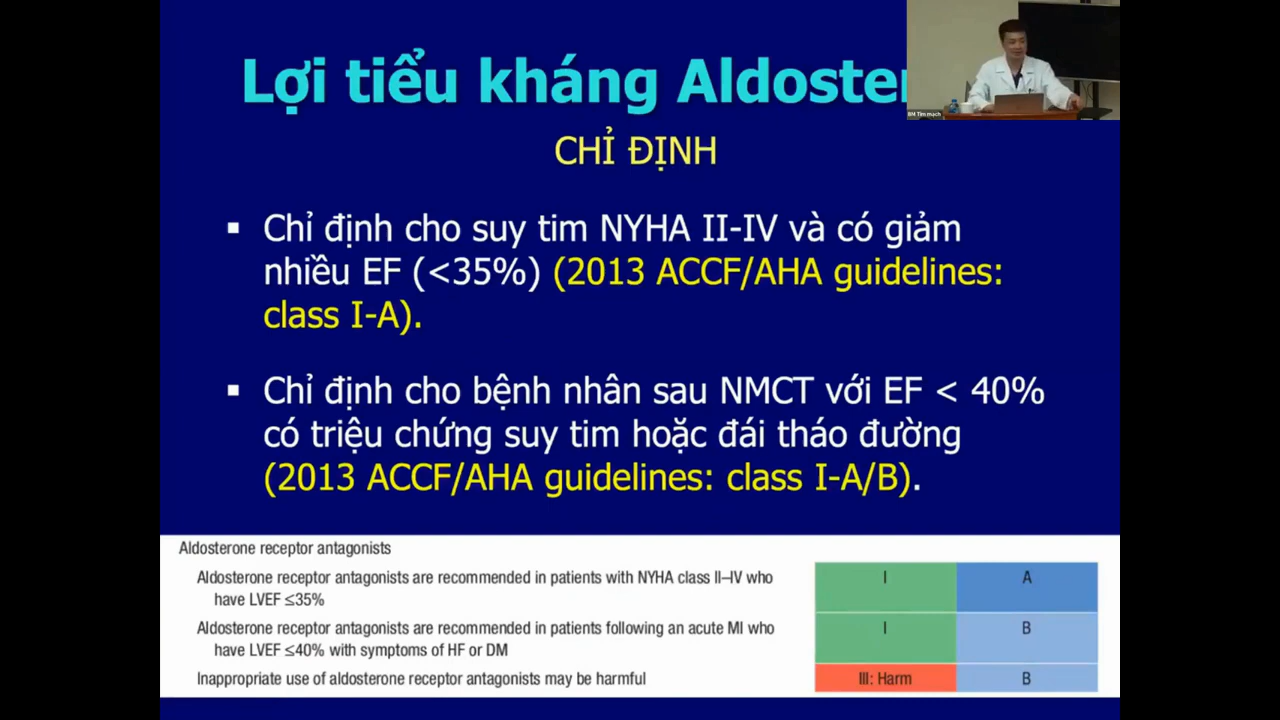 Lợi tiểu kháng Aldoster
BM Tim mạch
CHỈ ĐỊNH
▪ Chỉ định cho suy tim NYHA II-IV và có giảm
nhiều EF (<35%) (2013 ACCF/AHA guidelines:
class I-A).
▪ Chỉ định cho bệnh nhân sau NMCT với EF < 40%
có triệu chứng suy tim hoặc đái tháo đường
(2013 ACCF/AHA guidelines: class I-A/B).
Aldosterone receptor antagonists
Aldosterone receptor antagonists are recommended in patients with NYHA class II–IV who I A
have LVEF ≤35%
Aldosterone receptor antagonists are recommended in patients following an acute MI who I B
have LVEF ≤40% with symptoms of HF or DM
Inappropriate use of aldosterone receptor antagonists may be harmful III: Harm B